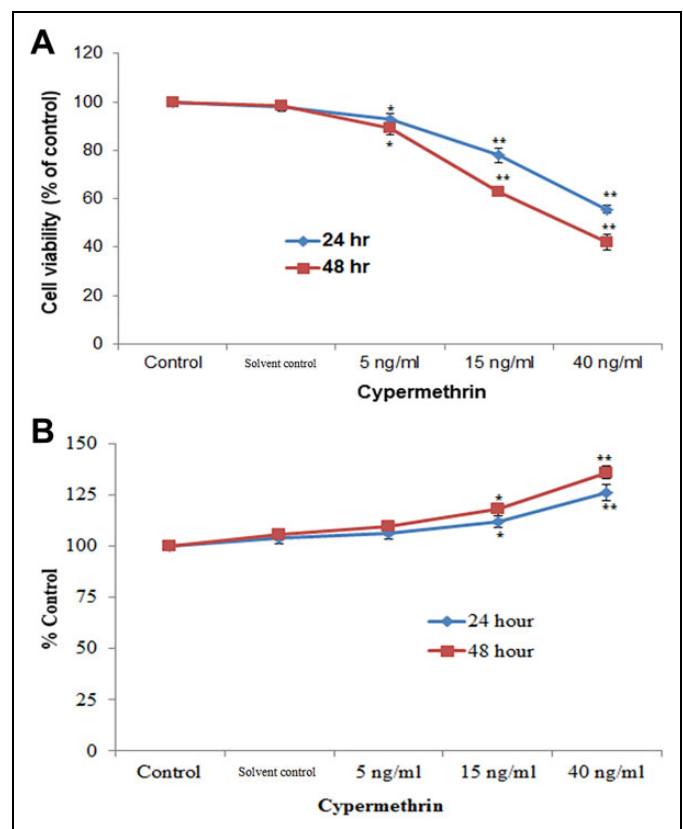 A
Cell viability (% of control)
120
100
80
60
40
20
0
*
*
**
**
**
**
24 hr
48 hr
Control Solvent control 5 ng/ml 15 ng/ml 40 ng/ml
Cypermethrin
B
% Control
150
125
100
75
50
25
0
*
*
**
**
24 hour
48 hour
Control Solvent control 5 ng/ml 15 ng/ml 40 ng/ml
Cypermethrin